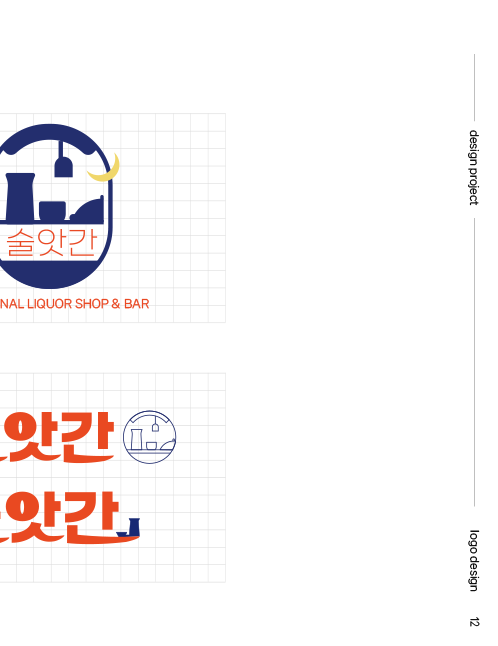 술앗간
NAL LIQUOR SHOP & BAR
앗간
앗간
design project
logo design
12